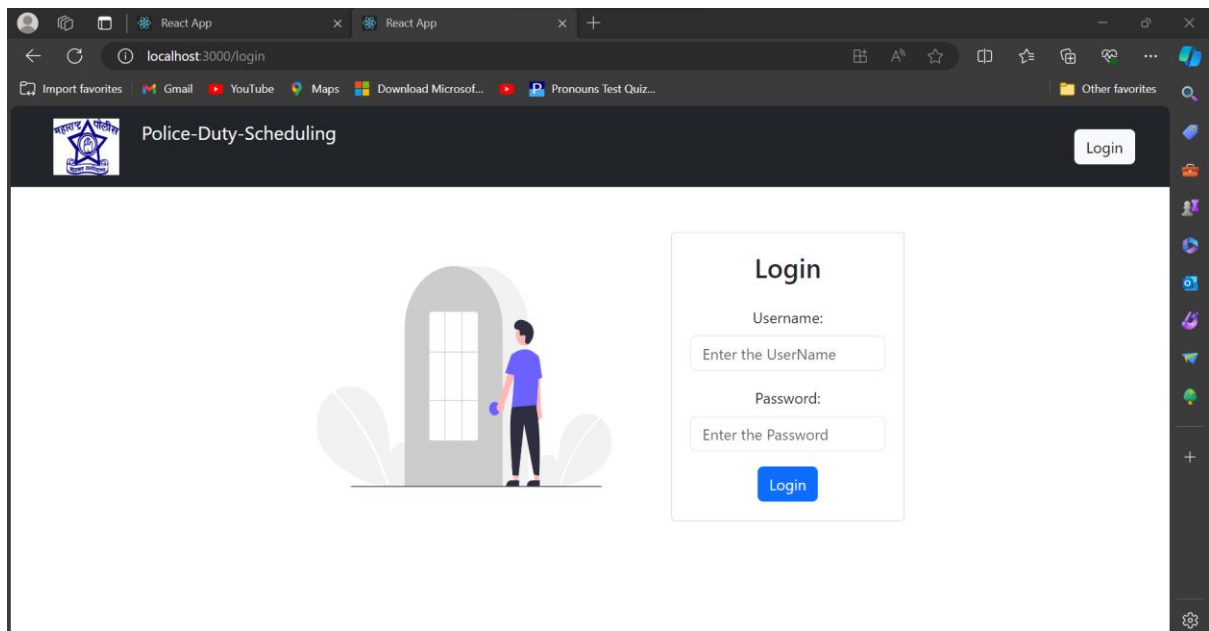 React App
React App
localhost:3000/login
Import favorites
Gmail
YouTube
Maps
Download Microsof...
Pronouns Test Quiz...
Other favorites
महाराष्ट्र पोलीस
Police-Duty-Scheduling
Login
Login
Username:
Enter the UserName
Password:
Enter the Password
Login